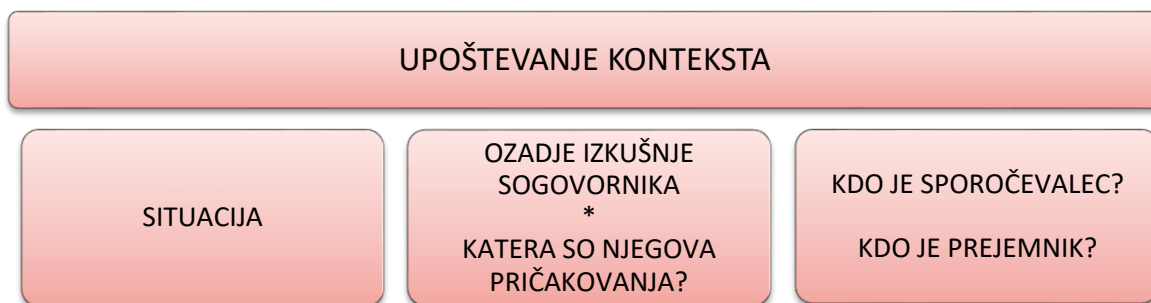 UPOŠTEVANJE KONTEKSTA
SITUACIJA
OZADJE IZKUŠNJE
SOGOVORNIKA
*
KATERA SO NJEGOVA
PRIČAKOVANJA?
KDO JE SPOROČEVALEC?
KDO JE PREJEMNIK?